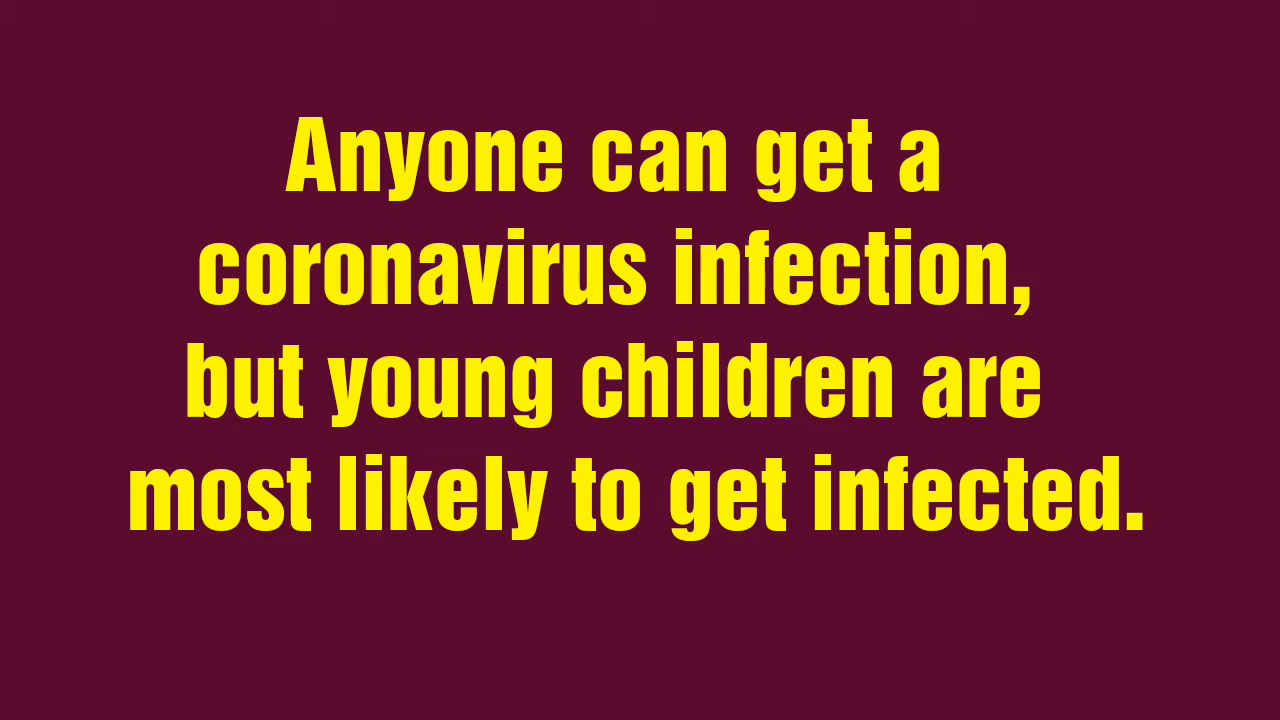 Anyone can get a
coronavirus infection,
but young children are
most likely to get infected.